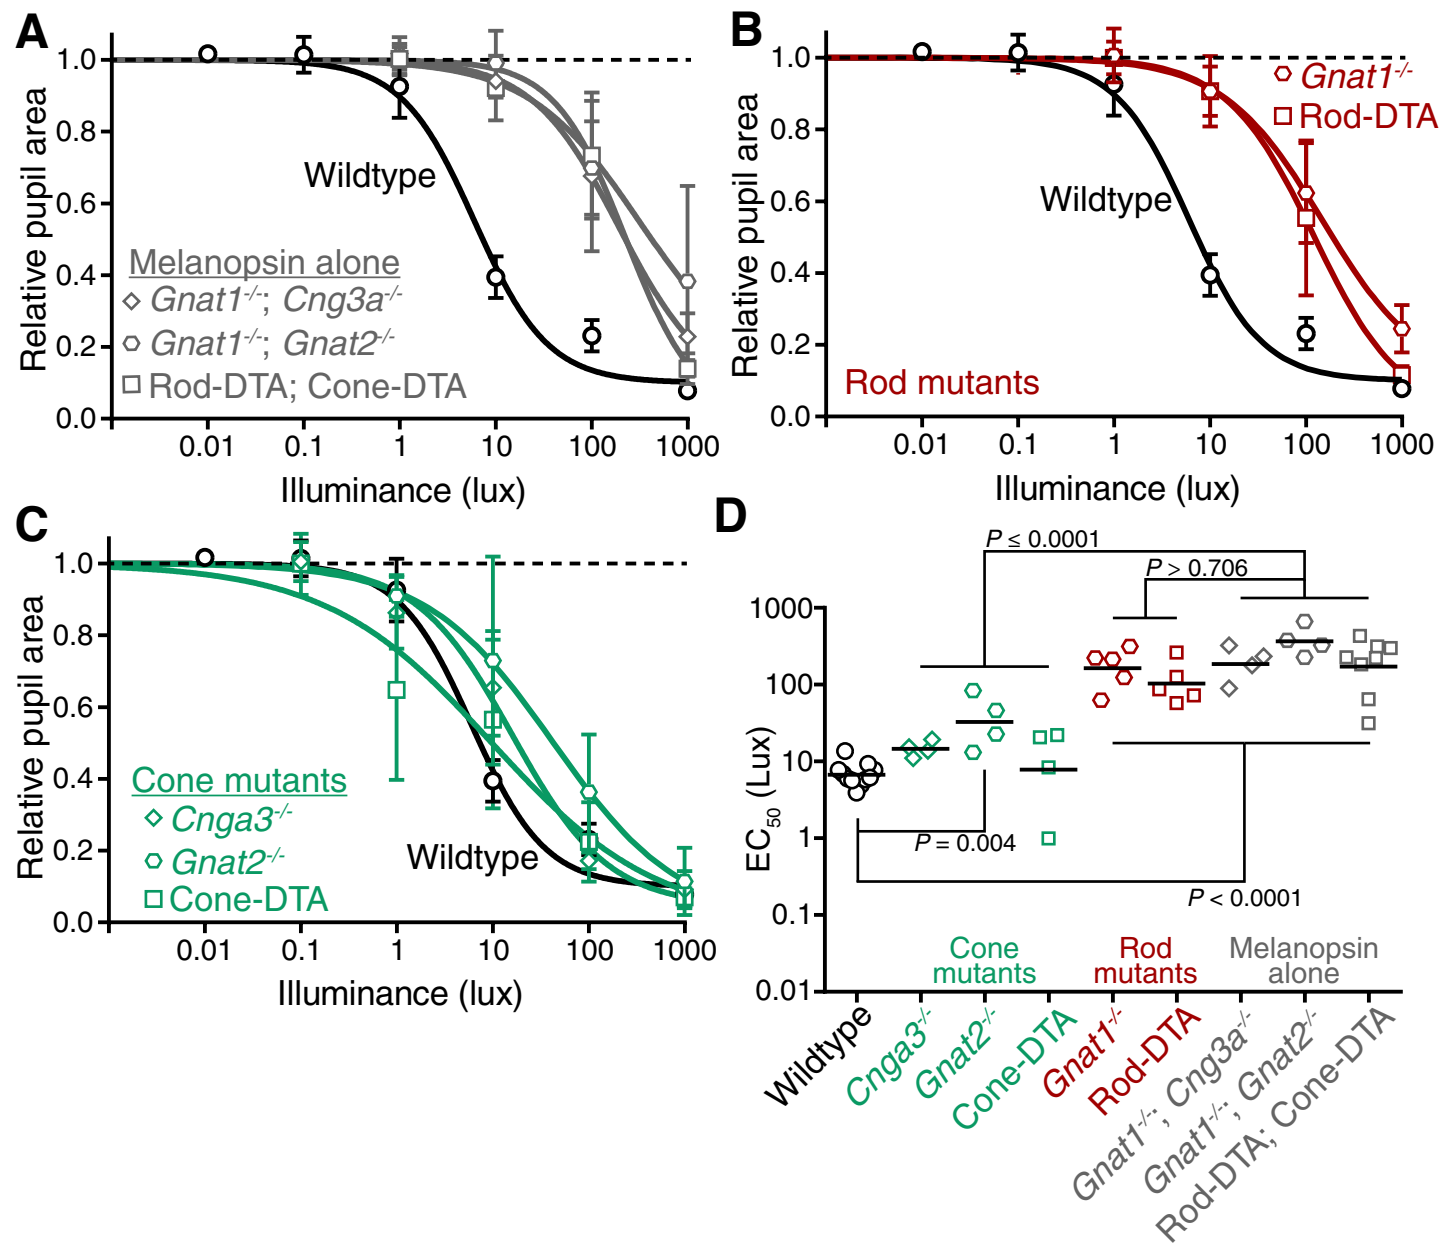 A
Relative pupil area
1.0
0.8
0.6
0.4
0.2
0.0
Wildtype
Melanopsin alone
Gnat1-/-; Cng3a-/-
Gnat1-/-; Gnat2-/-
Rod-DTA; Cone-DTA
0.01 0.1 1 10 100 1000
Illuminance (lux)
B
Relative pupil area
1.0
0.8
0.6
0.4
0.2
0.0
Gnat1-/-
Rod-DTA
Wildtype
Rod mutants
0.01 0.1 1 10 100 1000
Illuminance (lux)
C
Relative pupil area
1.0
0.8
0.6
0.4
0.2
0.0
Cone mutants
Cnga3-/-
Gnat2-/-
Cone-DTA
Wildtype
0.01 0.1 1 10 100 1000
Illuminance (lux)
D
P ≤ 0.0001
P > 0.706
EC50 (Lux)
1000
100
10
1
0.1
0.01
P = 0.004
P < 0.0001
Cone
mutants
Rod
mutants
Melanopsin
alone
Wildtype
Cnga3-/-
Gnat2-/-
Cone-DTA
Gnat1-/-
Rod-DTA
Gnat1-/-; Cng3a-/-
Gnat1-/-; Gnat2-/-
Rod-DTA; Cone-DTA